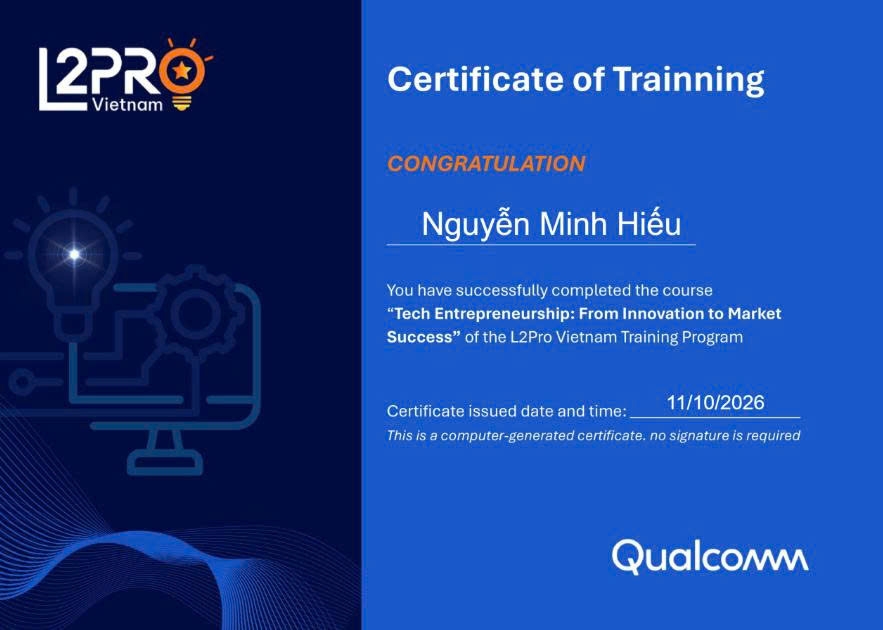 L2PRO
Vietnam
Certificate of Trainning
CONGRATULATION
Nguyễn Minh Hiếu
You have successfully completed the course
“Tech Entrepreneurship: From Innovation to Market
Success” of the L2Pro Vietnam Training Program
Certificate issued date and time: 11/10/2026
This is a computer-generated certificate. no signature is required
Qualcomm